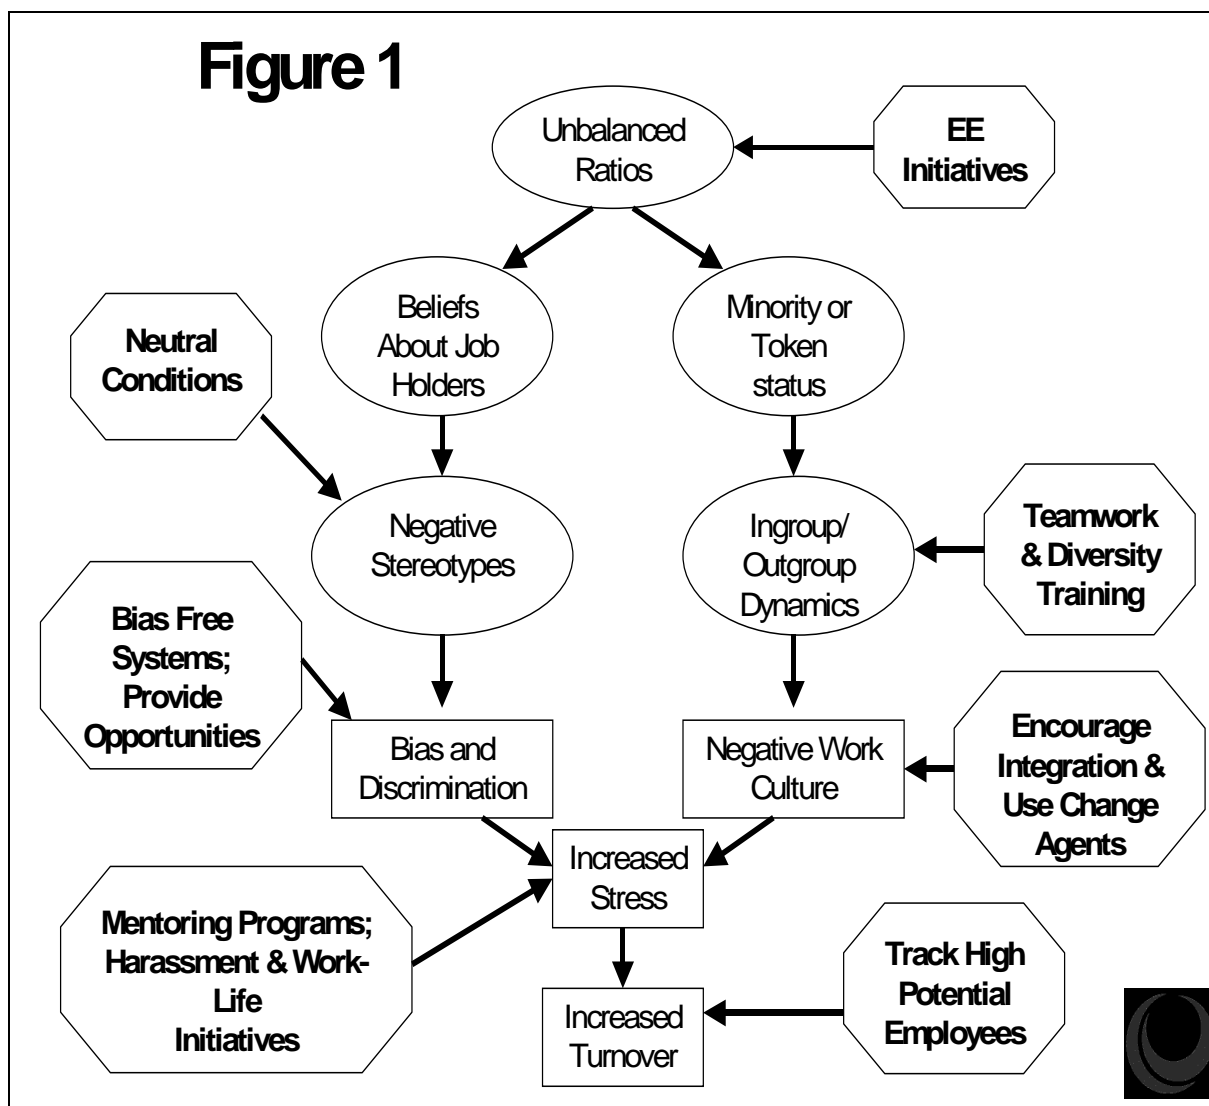 Figure 1
Unbalanced
Ratios
EE
Initiatives
Beliefs
About Job
Holders
Minority or
Token
status
Neutral
Conditions
Negative
Stereotypes
Ingroup/
Outgroup
Dynamics
Teamwork
& Diversity
Training
Bias Free
Systems;
Provide
Opportunities
Bias and
Discrimination
Negative Work
Culture
Encourage
Integration &
Use Change
Agents
Increased
Stress
Mentoring Programs;
Harassment & Work-
Life
Initiatives
Increased
Turnover
Track High
Potential
Employees